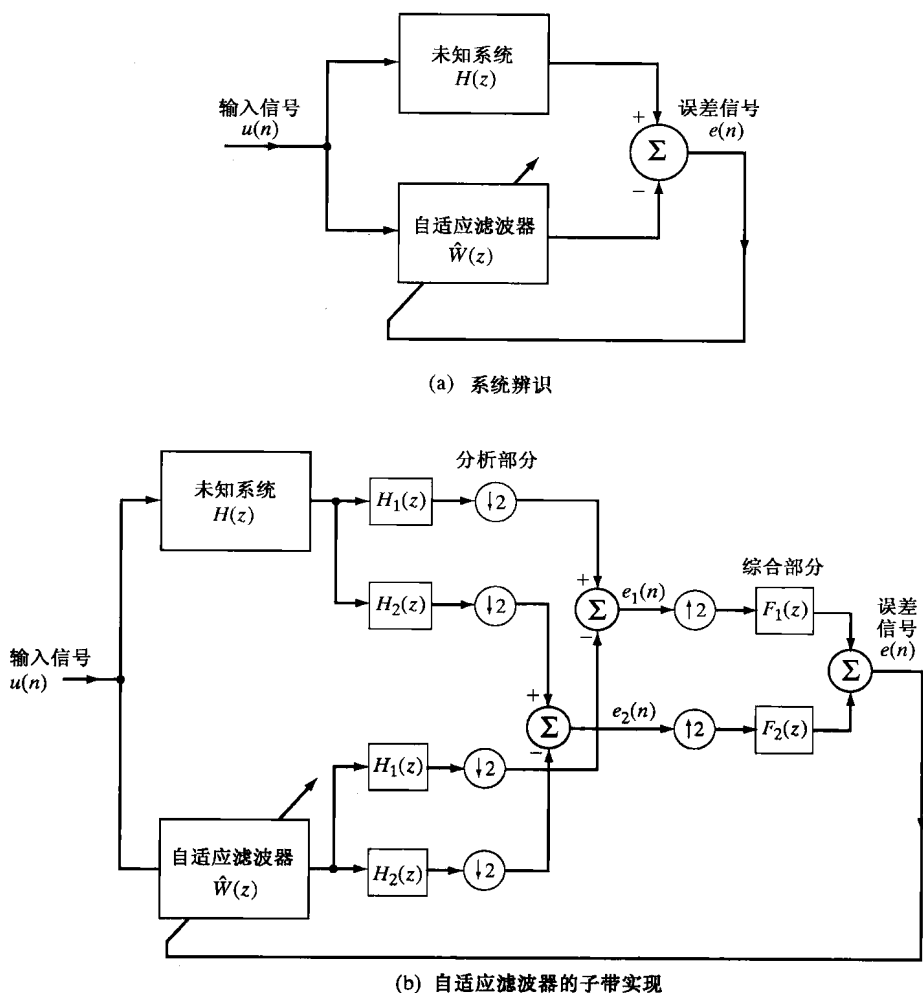 未知系统
H(z)
输入信号
u(n)
+
Σ
−
误差信号
e(n)
自适应滤波器
Ŵ(z)
(a) 系统辨识
分析部分
未知系统
H(z)
H₁(z)
↓2
H₂(z)
↓2
综合部分
+
Σ
−
e₁(n)
↑2
F₁(z)
误差
信号
e(n)
Σ
输入信号
u(n)
+
Σ
−
e₂(n)
↑2
F₂(z)
H₁(z)
↓2
自适应滤波器
Ŵ(z)
H₂(z)
↓2
(b) 自适应滤波器的子带实现